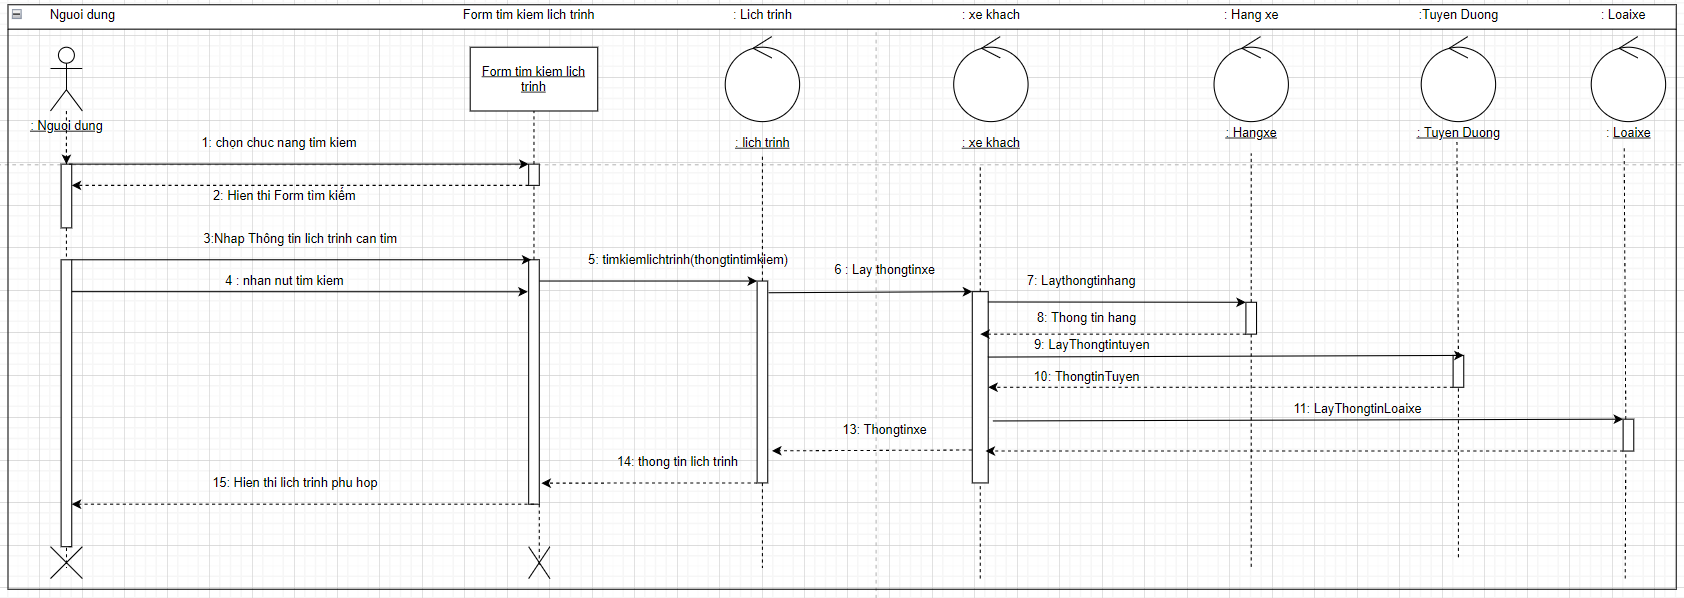 Nguoi dung
Form tim kiem lich trinh
: Lich trinh
: xe khach
: Hang xe
:Tuyen Duong
: Loaixe
Form tim kiem lich
trinh
: Nguoi dung
: lich trinh
: xe khach
: Hangxe
: Tuyen Duong
: Loaixe
1: chọn chuc nang tim kiem
2: Hien thi Form tim kiếm
3:Nhap Thông tin lich trinh can tim
4 : nhan nut tim kiem
5: timkiemlichtrinh(thongtintimkiem)
6 : Lay thongtinxe
7: Laythongtinhang
8: Thong tin hang
9: LayThongtintuyen
10: ThongtinTuyen
11: LayThongtinLoaixe
13: Thongtinxe
14: thong tin lich trinh
15: Hien thi lich trinh phu hop